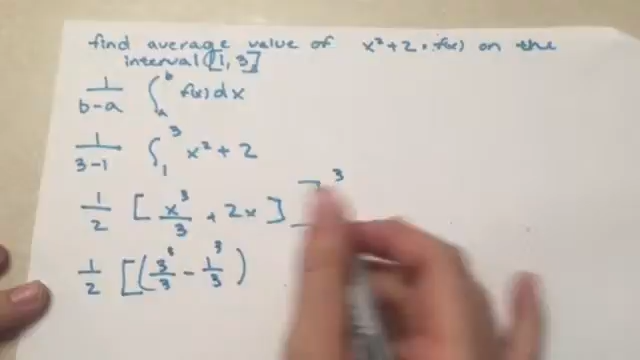 find average value of x² + 2 = f(x) on the
interval [1, 3]
1/(b-a) ∫ₐᵇ f(x) dx
1/(3-1) ∫₁³ x² + 2
1/2 [x³/3 + 2x] ]³
1/2 [(3³/3 - 1³/3)